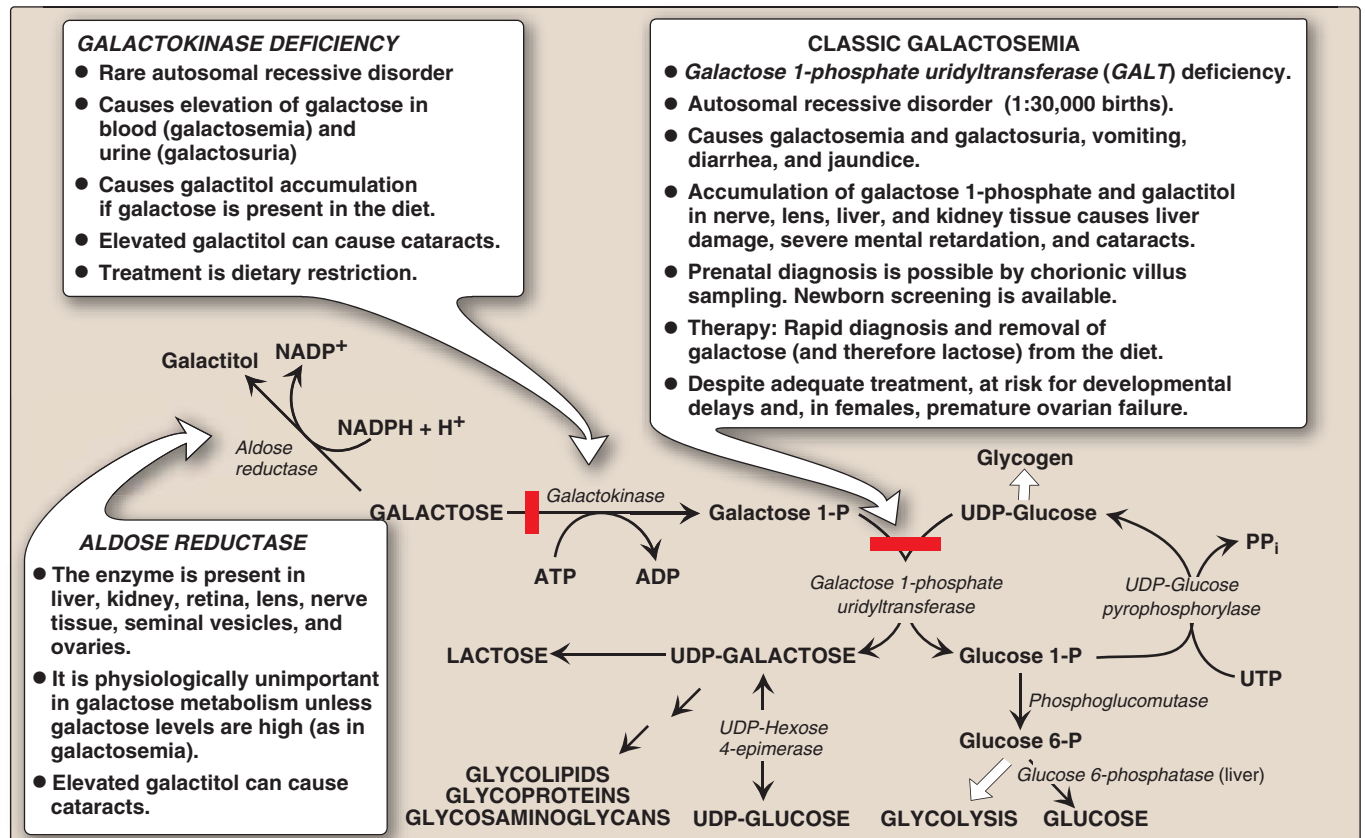 GALACTOKINASE DEFICIENCY
● Rare autosomal recessive disorder
● Causes elevation of galactose in
blood (galactosemia) and
urine (galactosuria)
● Causes galactitol accumulation
if galactose is present in the diet.
● Elevated galactitol can cause cataracts.
● Treatment is dietary restriction.
CLASSIC GALACTOSEMIA
● Galactose 1-phosphate uridyltransferase (GALT) deficiency.
● Autosomal recessive disorder (1:30,000 births).
● Causes galactosemia and galactosuria, vomiting,
diarrhea, and jaundice.
● Accumulation of galactose 1-phosphate and galactitol
in nerve, lens, liver, and kidney tissue causes liver
damage, severe mental retardation, and cataracts.
● Prenatal diagnosis is possible by chorionic villus
sampling. Newborn screening is available.
● Therapy: Rapid diagnosis and removal of
galactose (and therefore lactose) from the diet.
● Despite adequate treatment, at risk for developmental
delays and, in females, premature ovarian failure.
Galactitol
NADP+
NADPH + H+
Aldose
reductase
GALACTOSE
Galactokinase
ATP
ADP
Galactose 1-P
Glycogen
UDP-Glucose
PPi
Galactose 1-phosphate
uridyltransferase
UDP-Glucose
pyrophosphorylase
UTP
LACTOSE
UDP-GALACTOSE
Glucose 1-P
Phosphoglucomutase
UDP-Hexose
4-epimerase
Glucose 6-P
Glucose 6-phosphatase (liver)
GLYCOLIPIDS
GLYCOPROTEINS
GLYCOSAMINOGLYCANS
UDP-GLUCOSE
GLYCOLYSIS
GLUCOSE
ALDOSE REDUCTASE
● The enzyme is present in
liver, kidney, retina, lens, nerve
tissue, seminal vesicles, and
ovaries.
● It is physiologically unimportant
in galactose metabolism unless
galactose levels are high (as in
galactosemia).
● Elevated galactitol can cause
cataracts.